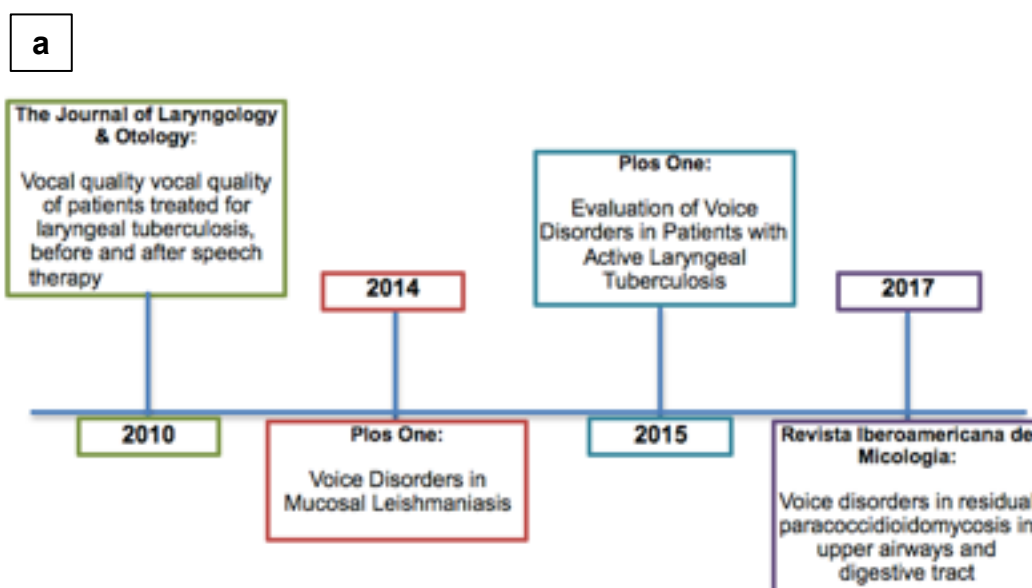 a
The Journal of Laryngology
& Otology:
Vocal quality vocal quality
of patients treated for
laryngeal tuberculosis,
before and after speech
therapy
2010
2014
Plos One:
Voice Disorders in
Mucosal Leishmaniasis
Plos One:
Evaluation of Voice
Disorders in Patients with
Active Laryngeal
Tuberculosis
2015
2017
Revista Iberoamericana de
Micologia:
Voice disorders in residual
paracoccidioidomycosis in
upper airways and
digestive tract